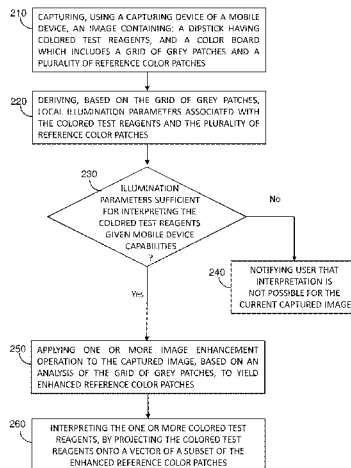 210
CAPTURING, USING A CAPTURING DEVICE OF A MOBILE
DEVICE, AN IMAGE CONTAINING: A DIPSTICK HAVING
COLORED TEST REAGENTS, AND A COLOR BOARD
WHICH INCLUDES A GRID OF GREY PATCHES AND A
PLURALITY OF REFERENCE COLOR PATCHES
220
DERIVING, BASED ON THE GRID OF GREY PATCHES,
LOCAL ILLUMINATION PARAMETERS ASSOCIATED WITH
THE COLORED TEST REAGENTS AND THE PLURALITY OF
REFERENCE COLOR PATCHES
230
ILLUMINATION
PARAMETERS SUFFICIENT
FOR INTERPRETING THE
COLORED TEST REAGENTS
GIVEN MOBILE DEVICE
CAPABILITIES
?
No
240
NOTIFYING USER THAT
INTERPRETATION IS
NOT POSSIBLE FOR THE
CURRENT CAPTURED IMAGE
Yes
250
APPLYING ONE OR MORE IMAGE ENHANCEMENT
OPERATION TO THE CAPTURED IMAGE, BASED ON AN
ANALYSIS OF THE GRID OF GREY PATCHES, TO YIELD
ENHANCED REFERENCE COLOR PATCHES
260
INTERPRETING THE ONE OR MORE COLORED TEST
REAGENTS, BY PROJECTING THE COLORED TEST
REAGENTS ONTO A VECTOR OF A SUBSET OF THE
ENHANCED REFERENCE COLOR PATCHES